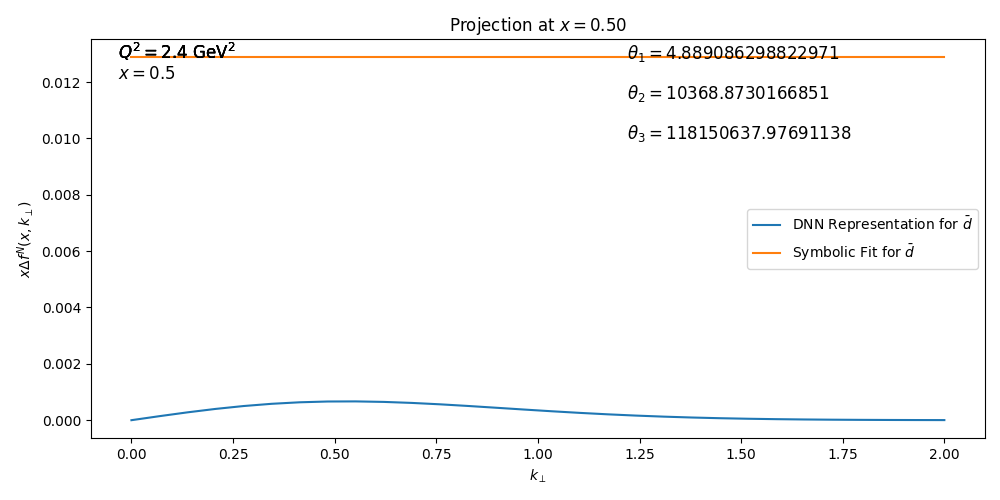 Projection at $x = 0.50$
$Q^2 = 2.4$ GeV$^2$
$x = 0.5$
$\theta_1 = 4.889086298822971$
$\theta_2 = 10368.8730166851$
$\theta_3 = 118150637.97691138$
0.012
0.010
0.008
0.006
0.004
0.002
0.000
$x\Delta f^N(x, k_\perp)$
DNN Representation for $\bar{d}$
Symbolic Fit for $\bar{d}$
0.00 0.25 0.50 0.75 1.00 1.25 1.50 1.75 2.00
$k_\perp$